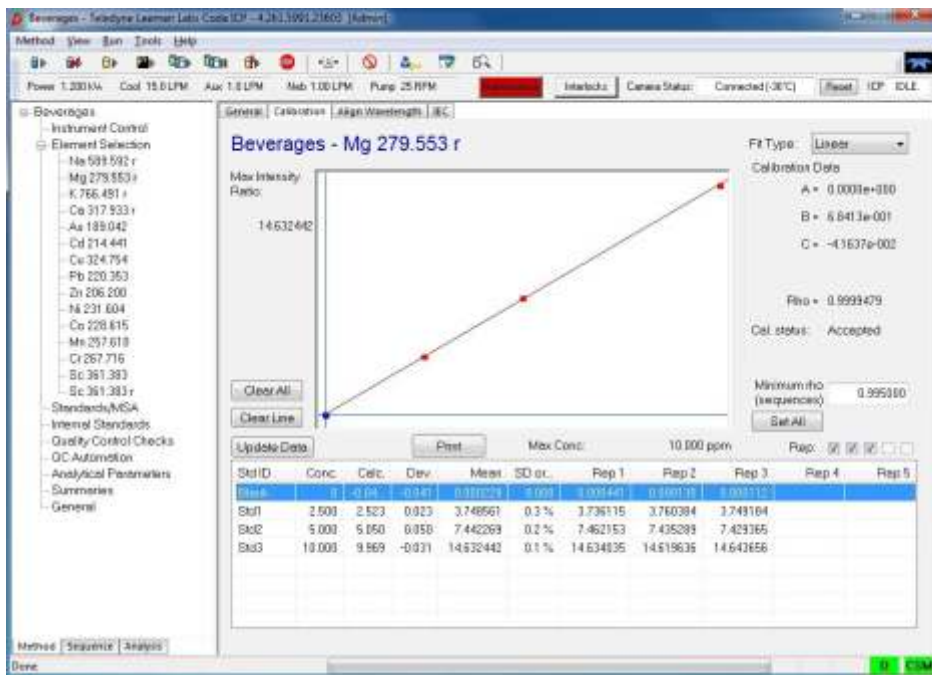 Method View Run Tools Help
Power 1.200 kW Cool 15.0 LPM Aux 1.0 LPM Neb 1.00 LPM Pump 25 RPM Interlocks Camera Status: Connected Reset ICP IDLE
Beverages
Instrument Control
Element Selection
Na 589.592 r
Mg 279.553 r
K 766.491 r
Ca 317.933 r
As 189.042
Cd 214.441
Cu 324.754
Pb 220.353
Zn 206.200
Ni 231.604
Co 228.615
Mn 257.610
Cr 267.716
Sc 361.383
Sc 361.383 r
Standards/MSA
Internal Standards
Quality Control Checks
QC Automation
Analytical Parameters
Summaries
General
General Calibration Align Wavelength IEC
Beverages - Mg 279.553 r
Max Intensity
Ratio:
14.632442
Fit Type: Linear
Calibration Data
A = 0.0000e+000
B = 6.8413e-001
C = -4.1637e-002
Rho = 0.9999479
Cal. status: Accepted
Minimum rho
(sequences) 0.995000
Set All
Clear All
Clear Line
Update Data Print Max Conc: 10.000 ppm Rep:
Std ID Conc. Calc. Dev. Mean SD or... Rep 1 Rep 2 Rep 3 Rep 4 Rep 5
Blank 0
Std1 2.500 2.523 0.023 3.748561 0.3 % 3.736115 3.760384 3.749184
Std2 5.000 5.050 0.050 7.442269 0.2 % 7.462153 7.435289 7.429365
Std3 10.000 9.969 -0.031 14.632442 0.1 % 14.634035 14.619636 14.643656
Method Sequence Analysis
Done